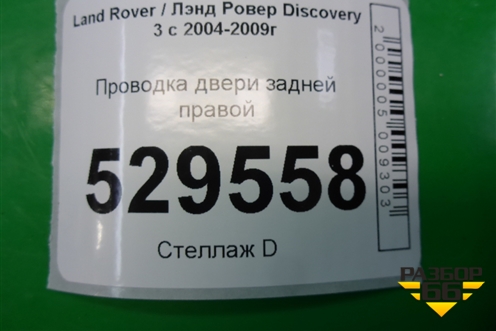 Land Rover / Лэнд Ровер Discovery
3 с 2004-2009г
Проводка двери задней
правой
529558
Стеллаж D
2000005009303
РАЗБОР
66